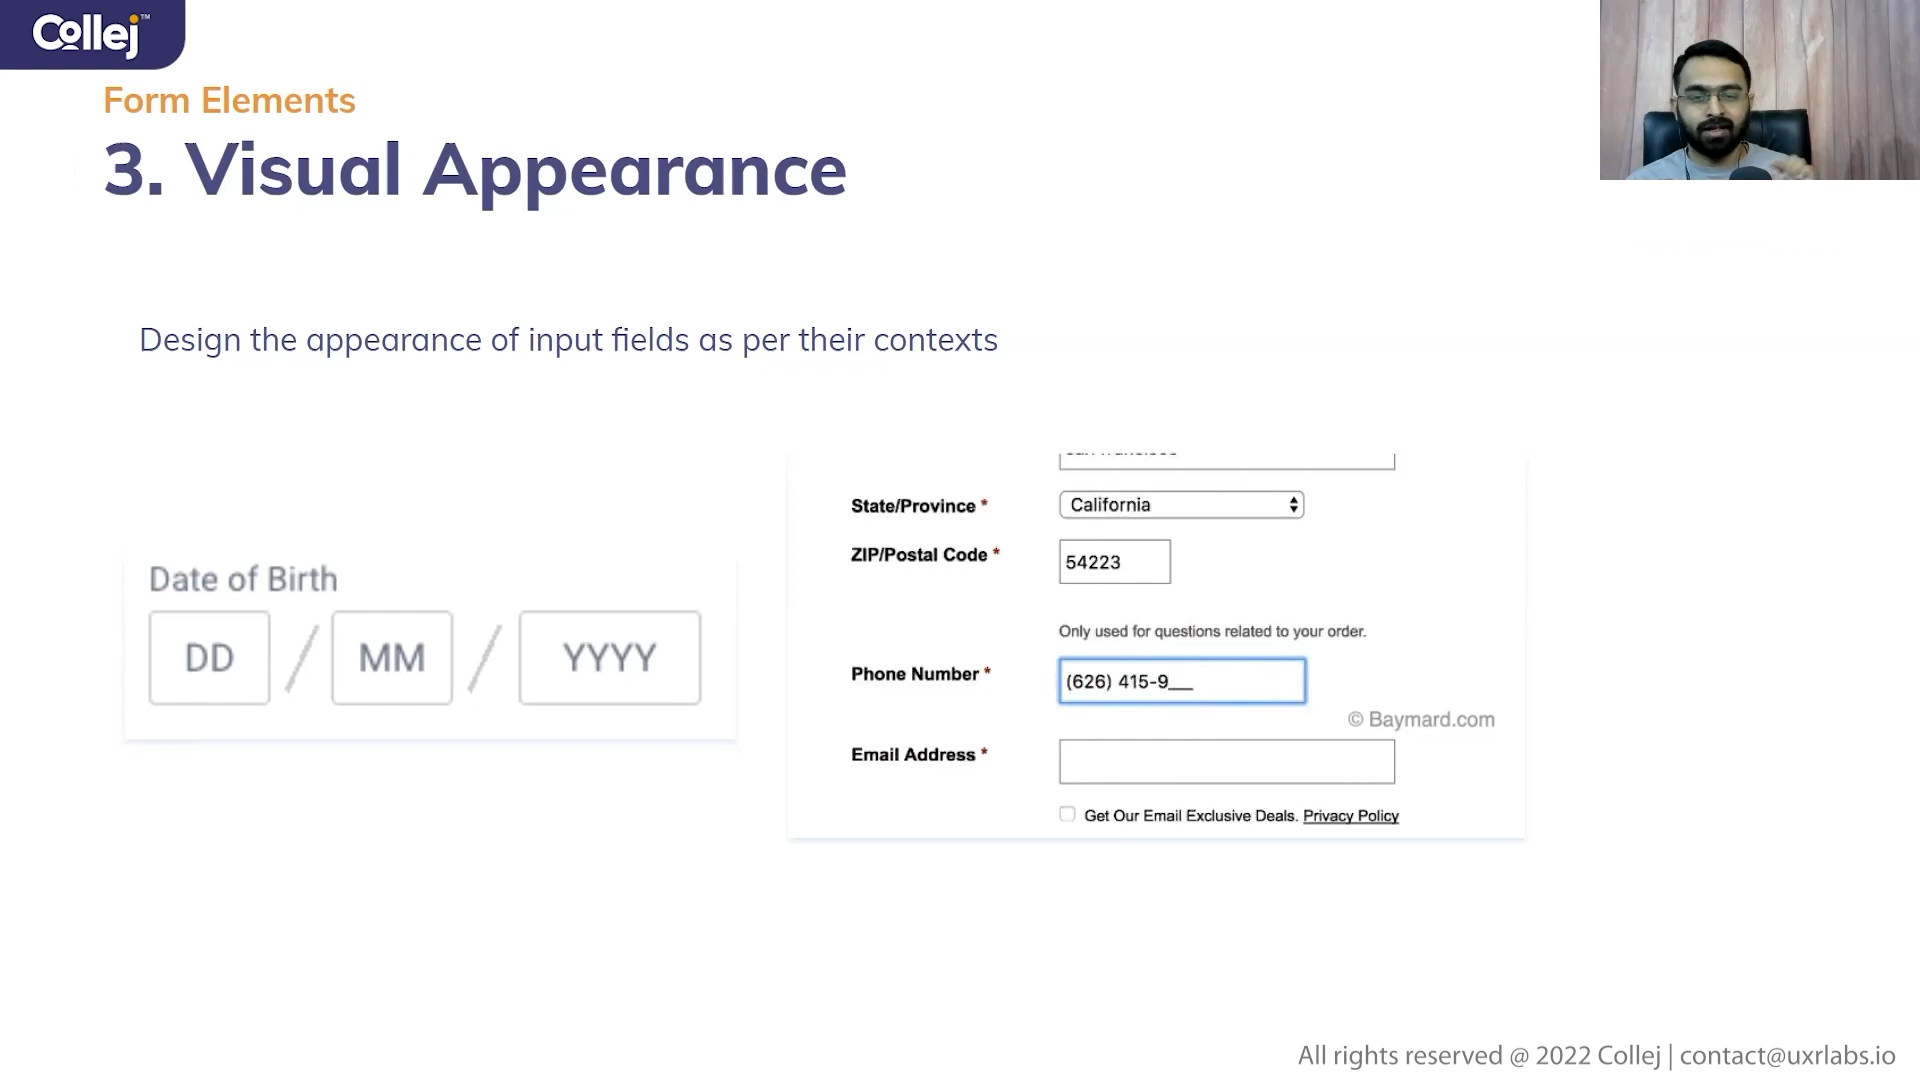 Collej™
Form Elements
3. Visual Appearance
Design the appearance of input fields as per their contexts
Date of Birth
DD / MM / YYYY
State/Province *
California
ZIP/Postal Code *
54223
Only used for questions related to your order.
Phone Number *
(626) 415-9___
© Baymard.com
Email Address *
Get Our Email Exclusive Deals. Privacy Policy
All rights reserved @ 2022 Collej | contact@uxrlabs.io